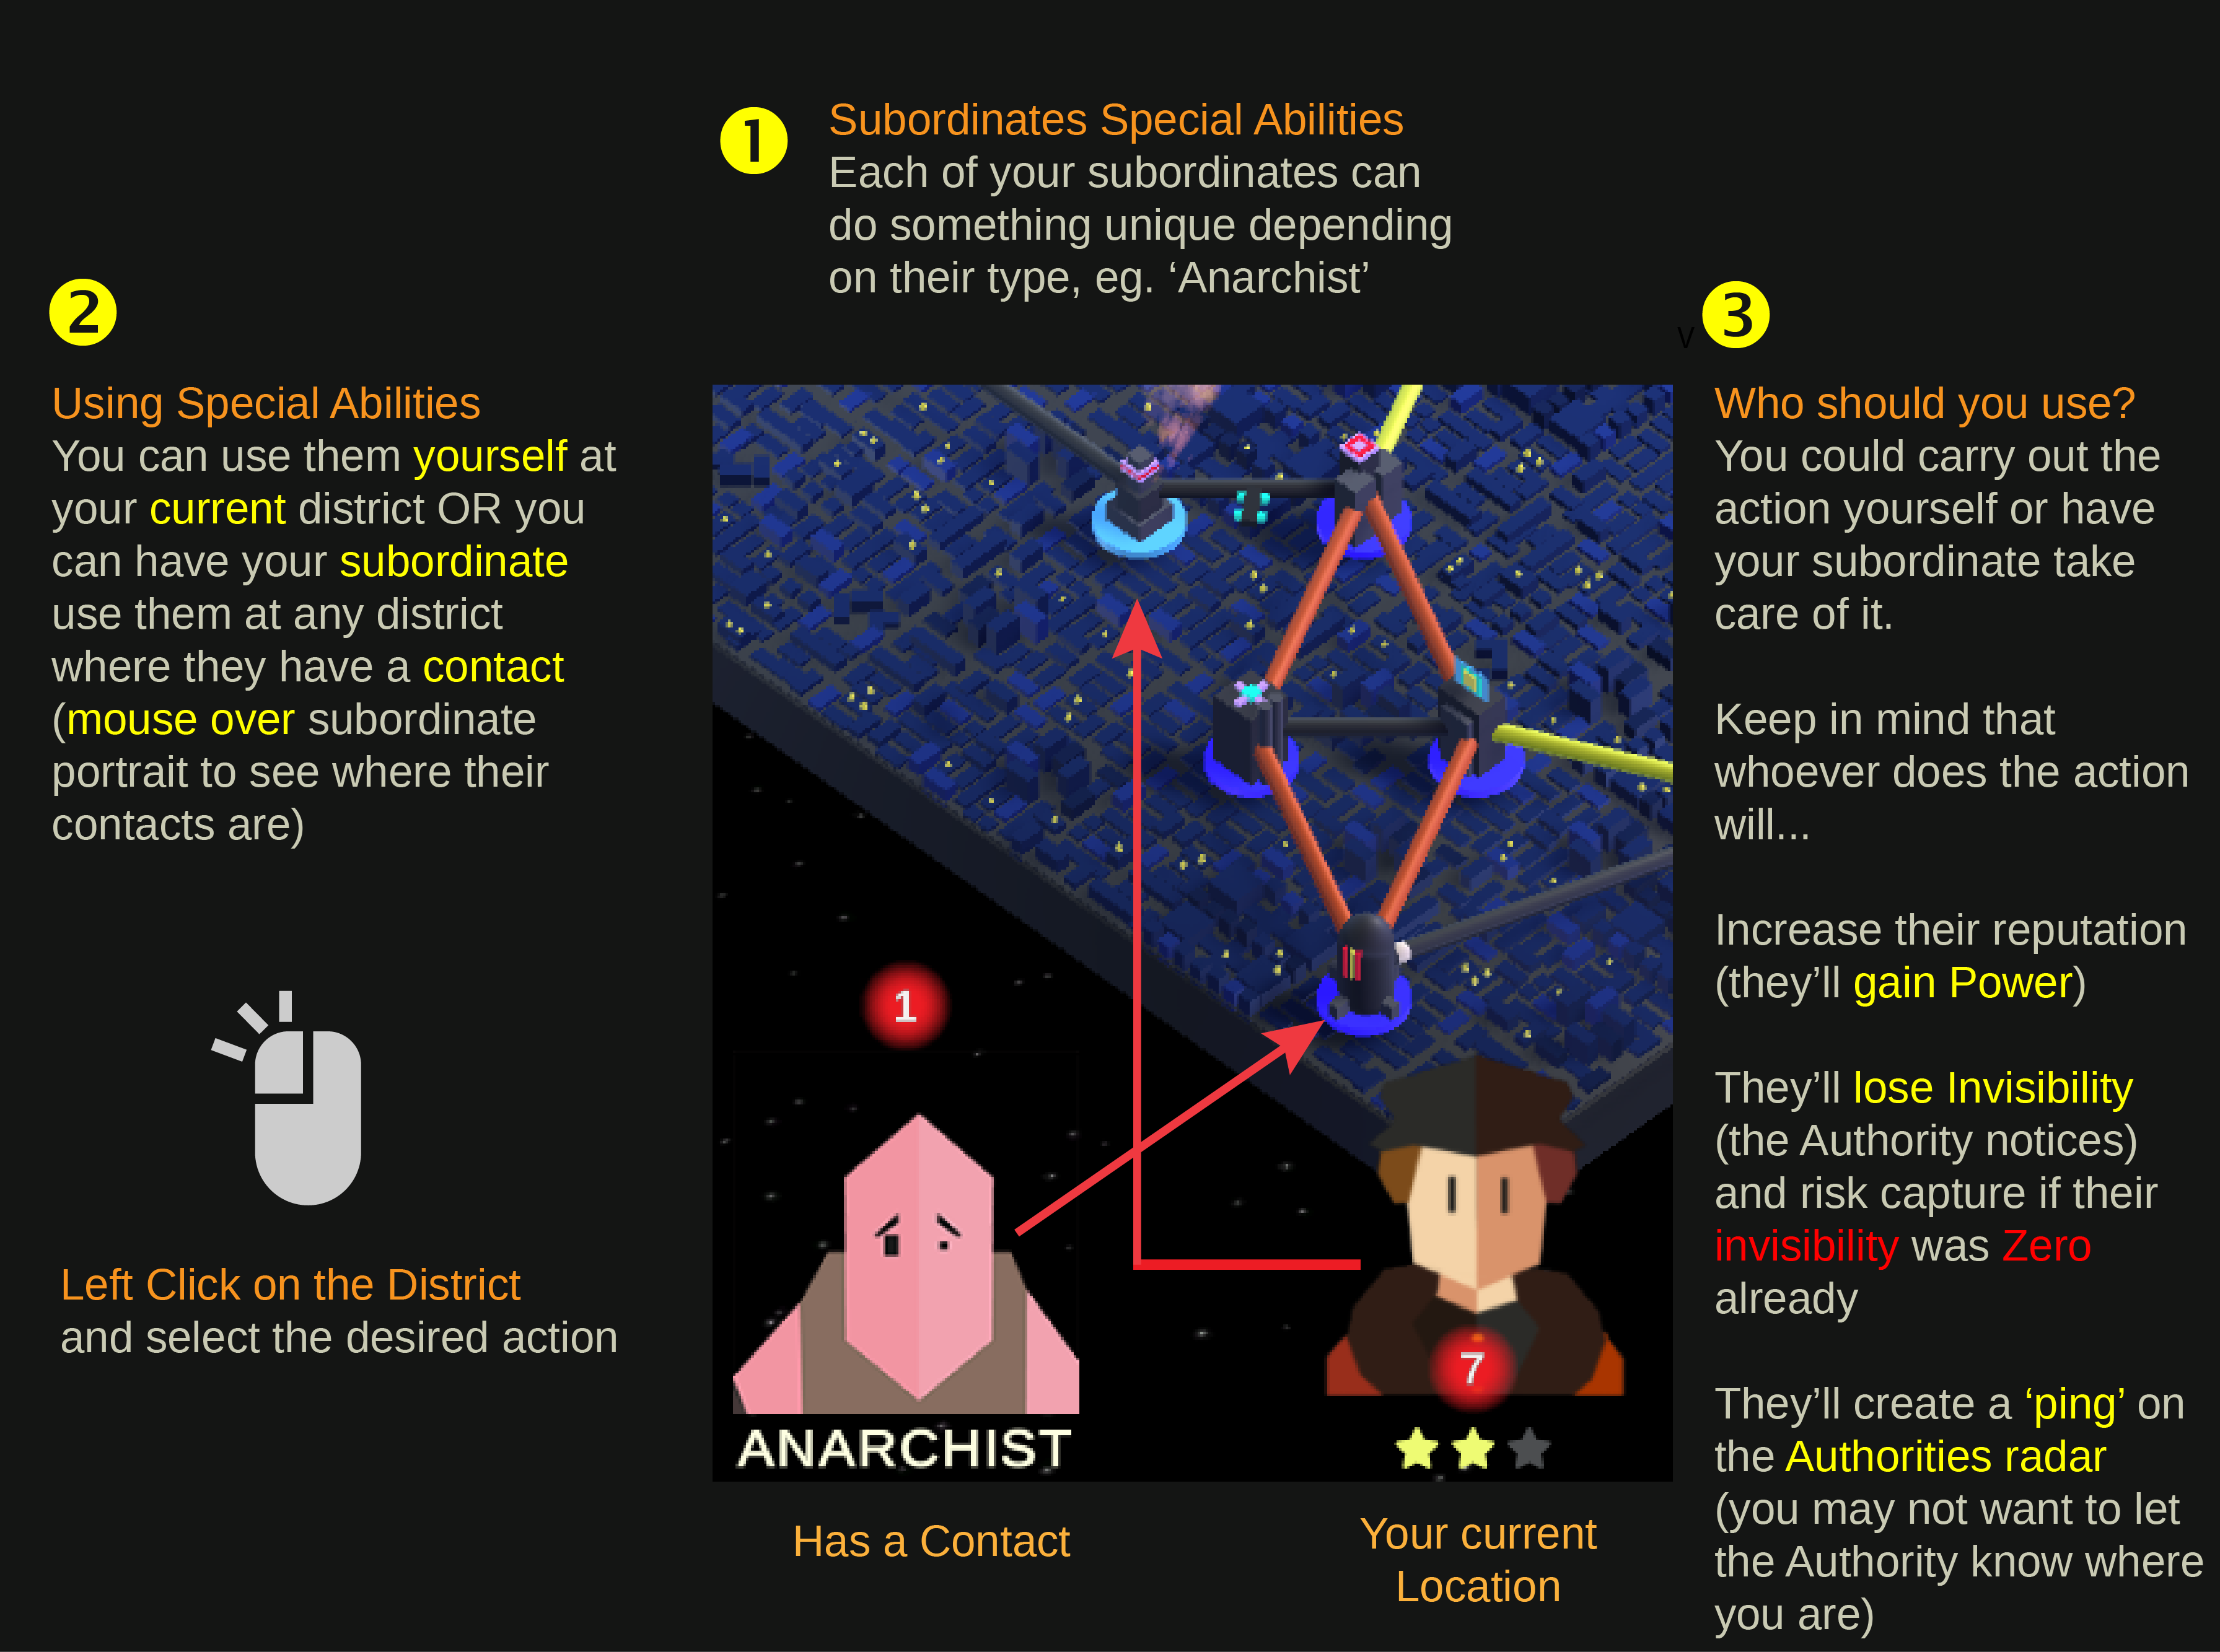 ❶
Subordinates Special Abilities
Each of your subordinates can
do something unique depending
on their type, eg. ‘Anarchist’
❷
Using Special Abilities
You can use them yourself at
your current district OR you
can have your subordinate
use them at any district
where they have a contact
(mouse over subordinate
portrait to see where their
contacts are)
Left Click on the District
and select the desired action
1
ANARCHIST
7
Has a Contact
Your current
Location
v
❸
Who should you use?
You could carry out the
action yourself or have
your subordinate take
care of it.
Keep in mind that
whoever does the action
will...
Increase their reputation
(they’ll gain Power)
They’ll lose Invisibility
(the Authority notices)
and risk capture if their
invisibility was Zero
already
They’ll create a ‘ping’ on
the Authorities radar
(you may not want to let
the Authority know where
you are)